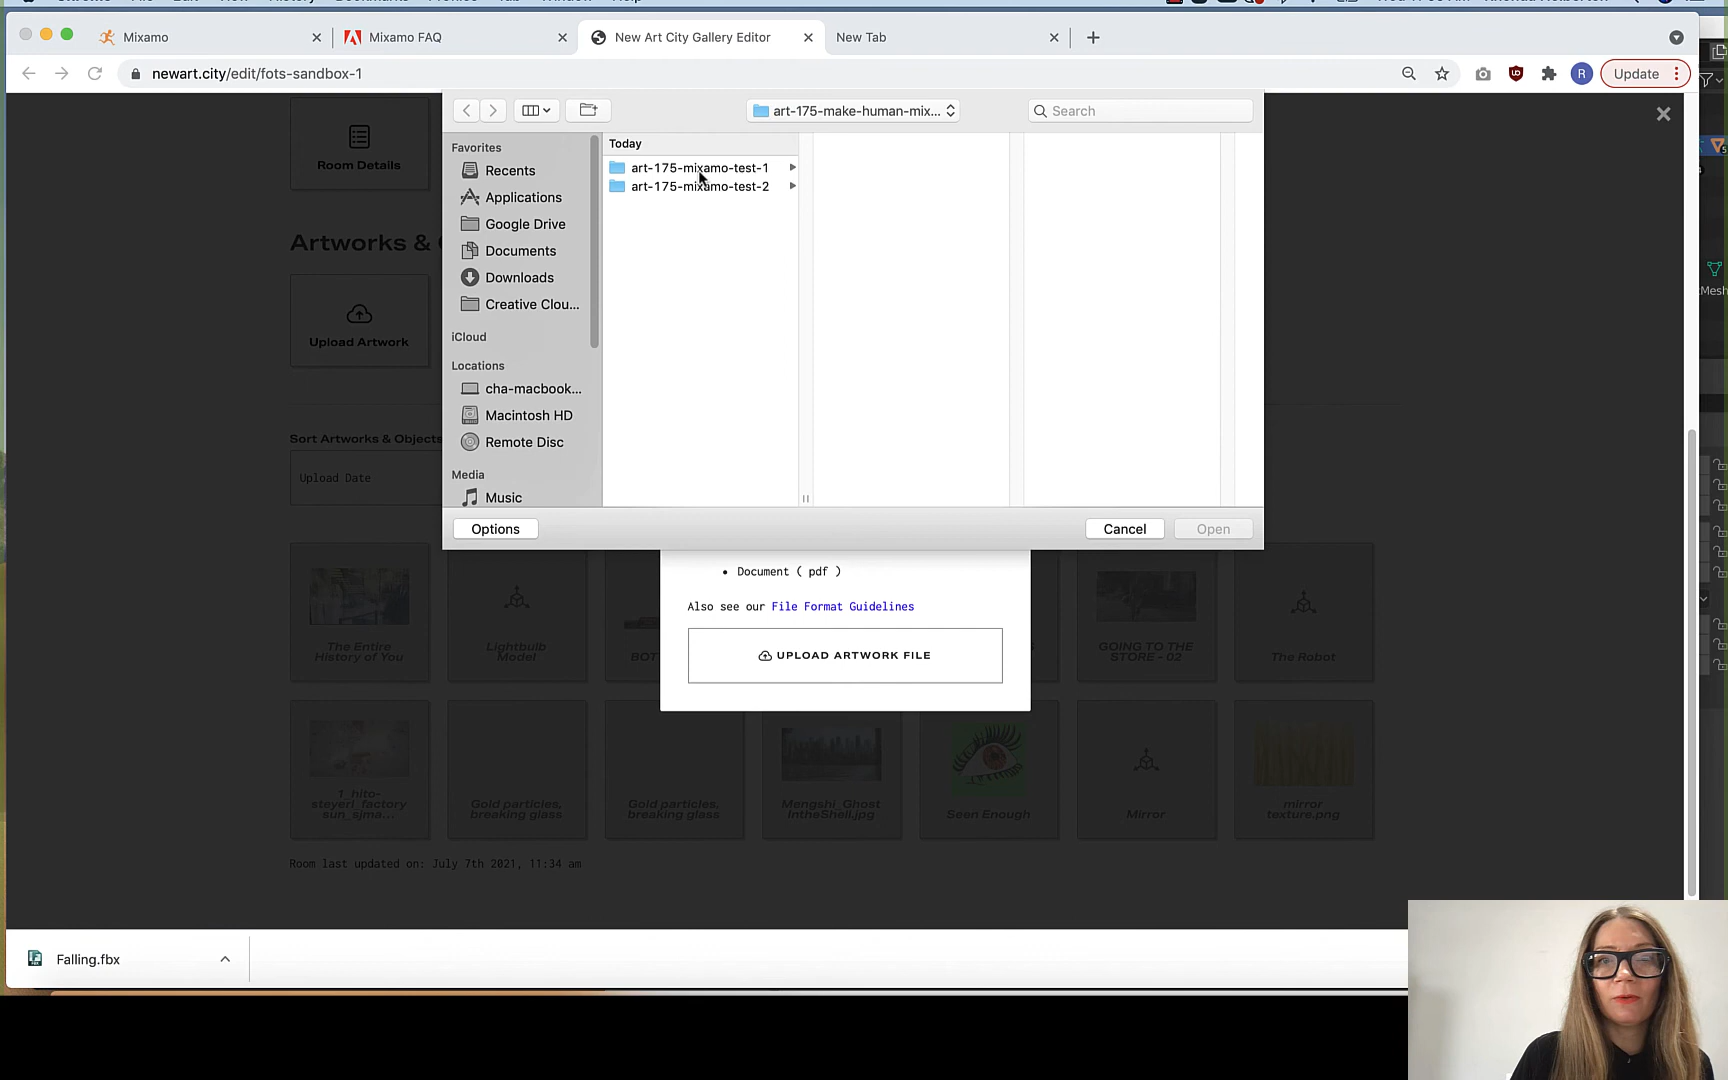 Mixamo
Mixamo FAQ
New Art City Gallery Editor
New Tab
newart.city/edit/fots-sandbox-1
R
Update
art-175-make-human-mix...
Search
Favorites
Recents
Applications
Google Drive
Documents
Downloads
Creative Clou...
iCloud
Locations
cha-macbook...
Macintosh HD
Remote Disc
Media
Music
Today
art-175-mixamo-test-1
art-175-mixamo-test-2
Options
Cancel
Open
Room Details
Artworks &
Upload Artwork
Sort Artworks & Objects
Upload Date
• Document ( pdf )
Also see our File Format Guidelines
UPLOAD ARTWORK FILE
The Entire
History of You
Lightbulb
Model
BOT
GOING TO THE
STORE - 02
The Robot
1_hito-
steyerl_factory
sun_sjma...
Gold particles,
breaking glass
Gold particles,
breaking glass
Mengshi_Ghost
IntheShell.jpg
Seen Enough
Mirror
mirror
texture.png
Room last updated on: July 7th 2021, 11:34 am
Falling.fbx
Mesh